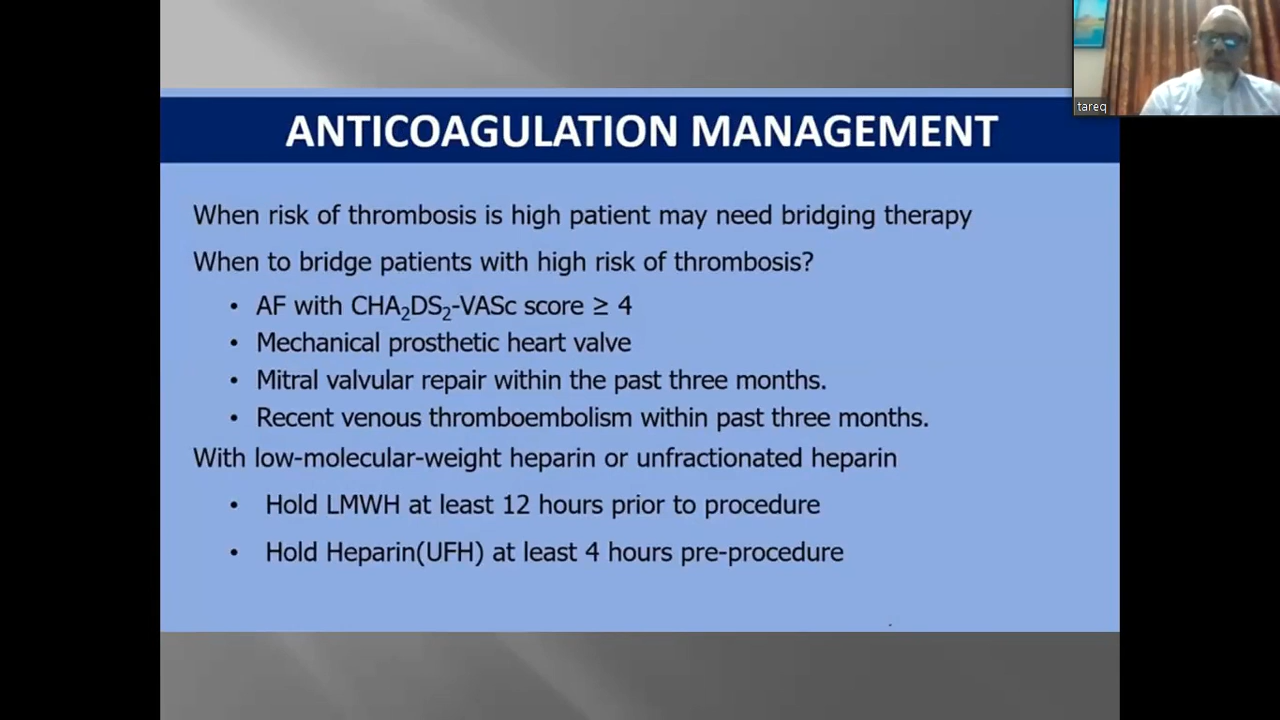 tareq
ANTICOAGULATION MANAGEMENT
When risk of thrombosis is high patient may need bridging therapy
When to bridge patients with high risk of thrombosis?
• AF with CHA₂DS₂-VASc score ≥ 4
• Mechanical prosthetic heart valve
• Mitral valvular repair within the past three months.
• Recent venous thromboembolism within past three months.
With low-molecular-weight heparin or unfractionated heparin
• Hold LMWH at least 12 hours prior to procedure
• Hold Heparin(UFH) at least 4 hours pre-procedure